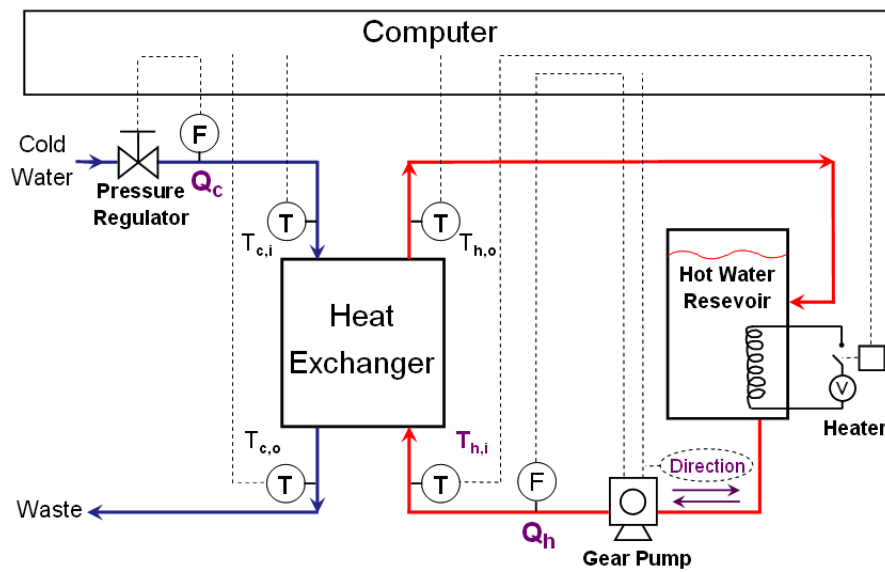 Computer
Cold
Water
F
Pressure
Regulator
Qc
T
T
Tc,i
Th,o
Hot Water
Resevoir
Heat
Exchanger
V
Heater
Tc,o
Th,i
T
T
F
Direction
Waste
Qh
Gear Pump